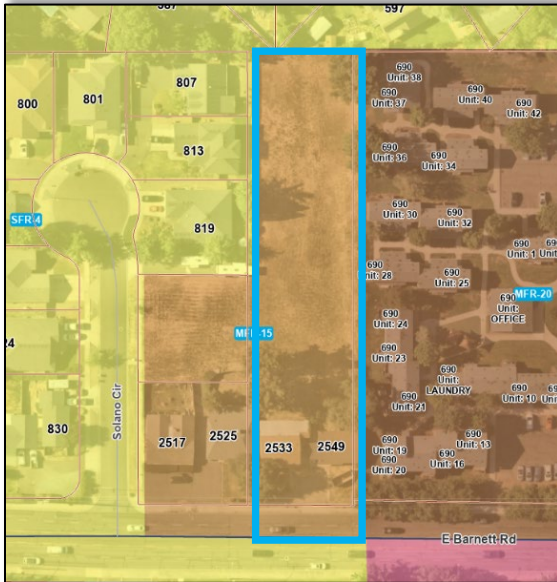 587
597
800
801
807
690
Unit: 38
690
Unit: 37
690
Unit: 40
690
Unit: 42
813
690
Unit: 36
690
Unit: 34
SFR-4
819
690
Unit: 30
690
Unit: 32
690
Unit: 28
690
Unit: 25
690
Unit: 1
MFR-20
690
Unit:
OFFICE
24
MFR-15
690
Unit: 24
690
Unit: 23
690
Unit:
LAUNDRY
690
Unit: 10
690
Unit: 21
Solano Cir
830
2517
2525
2533
2549
690
Unit: 19
690
Unit: 20
690
Unit: 13
690
Unit: 16
E Barnett Rd